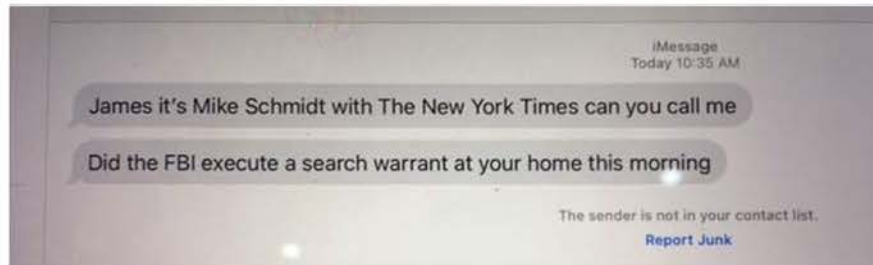 iMessage
Today 10:35 AM
James it's Mike Schmidt with The New York Times can you call me
Did the FBI execute a search warrant at your home this morning
The sender is not in your contact list.
Report Junk